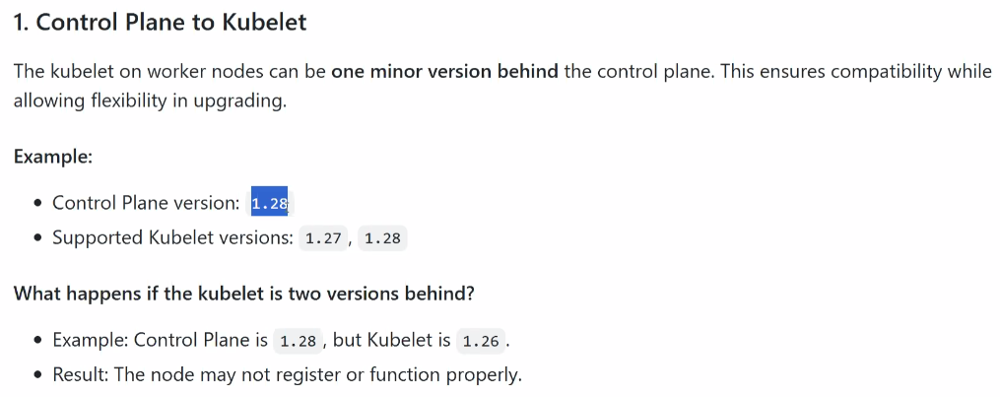 1. Control Plane to Kubelet
The kubelet on worker nodes can be one minor version behind the control plane. This ensures compatibility while
allowing flexibility in upgrading.
Example:
• Control Plane version: 1.28
• Supported Kubelet versions: 1.27, 1.28
What happens if the kubelet is two versions behind?
• Example: Control Plane is 1.28, but Kubelet is 1.26.
• Result: The node may not register or function properly.